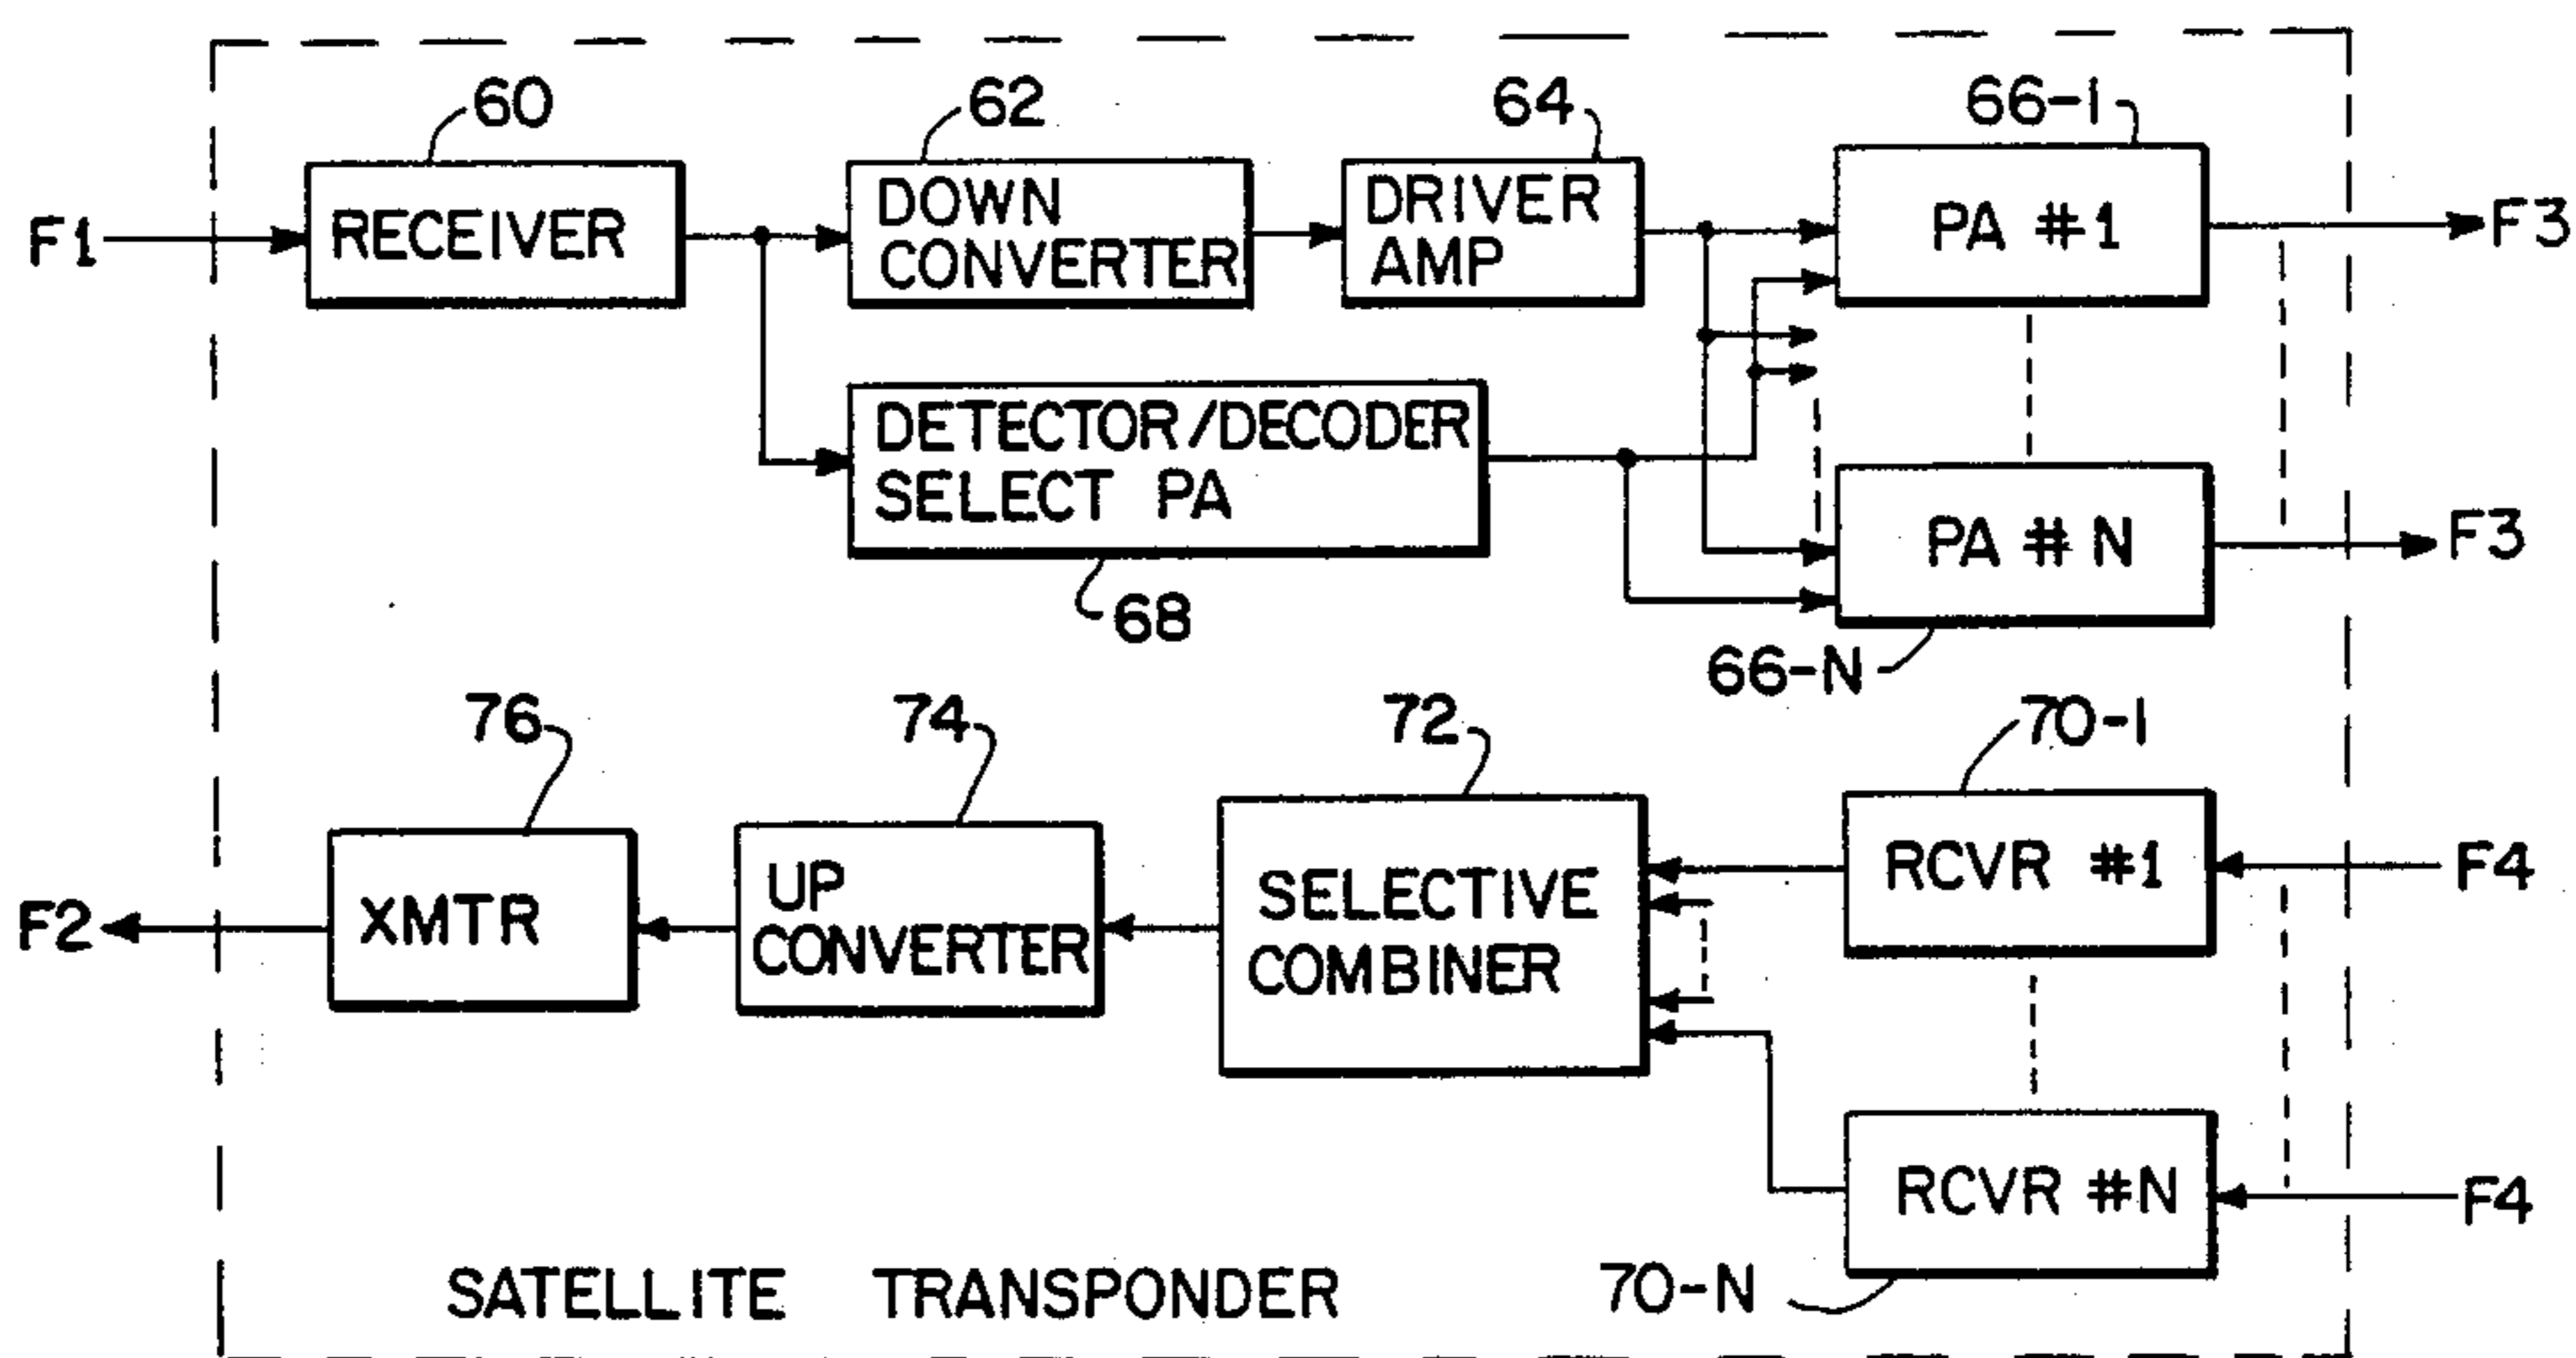 60
62
64
66-1
F1
RECEIVER
DOWN
CONVERTER
DRIVER
AMP
PA #1
F3
DETECTOR/DECODER
SELECT PA
68
PA # N
F3
66-N
76
74
72
70-1
F2
XMTR
UP
CONVERTER
SELECTIVE
COMBINER
RCVR #1
F4
RCVR #N
F4
70-N
SATELLITE TRANSPONDER